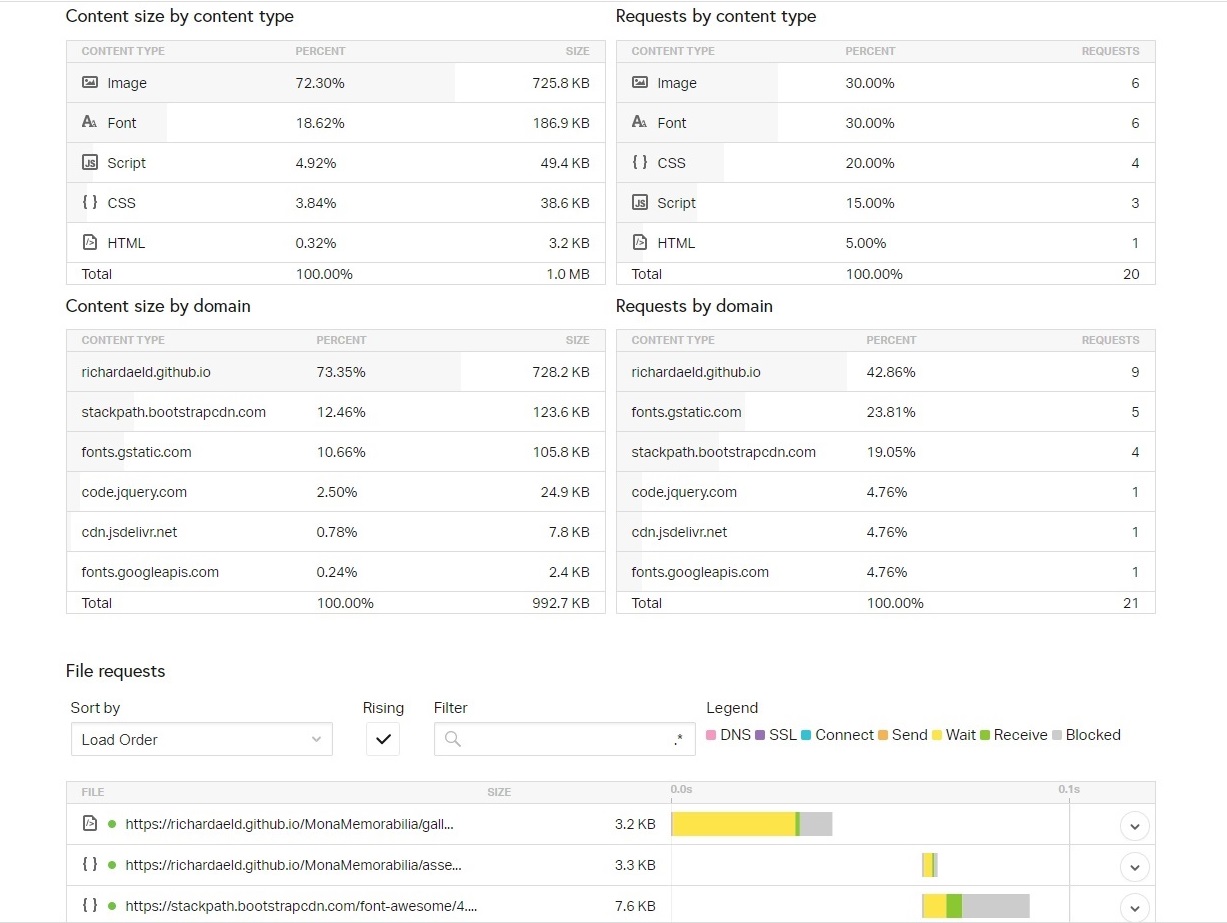 Content size by content type
CONTENT TYPE PERCENT SIZE
Image 72.30% 725.8 KB
Font 18.62% 186.9 KB
Script 4.92% 49.4 KB
CSS 3.84% 38.6 KB
HTML 0.32% 3.2 KB
Total 100.00% 1.0 MB
Requests by content type
CONTENT TYPE PERCENT REQUESTS
Image 30.00% 6
Font 30.00% 6
CSS 20.00% 4
Script 15.00% 3
HTML 5.00% 1
Total 100.00% 20
Content size by domain
CONTENT TYPE PERCENT SIZE
richardaeld.github.io 73.35% 728.2 KB
stackpath.bootstrapcdn.com 12.46% 123.6 KB
fonts.gstatic.com 10.66% 105.8 KB
code.jquery.com 2.50% 24.9 KB
cdn.jsdelivr.net 0.78% 7.8 KB
fonts.googleapis.com 0.24% 2.4 KB
Total 100.00% 992.7 KB
Requests by domain
CONTENT TYPE PERCENT REQUESTS
richardaeld.github.io 42.86% 9
fonts.gstatic.com 23.81% 5
stackpath.bootstrapcdn.com 19.05% 4
code.jquery.com 4.76% 1
cdn.jsdelivr.net 4.76% 1
fonts.googleapis.com 4.76% 1
Total 100.00% 21
File requests
Sort by Rising Filter Legend
Load Order .* DNS SSL Connect Send Wait Receive Blocked
FILE SIZE 0.0s 0.1s
https://richardaeld.github.io/MonaMemorabilia/gall... 3.2 KB
https://richardaeld.github.io/MonaMemorabilia/asse... 3.3 KB
https://stackpath.bootstrapcdn.com/font-awesome/4.... 7.6 KB